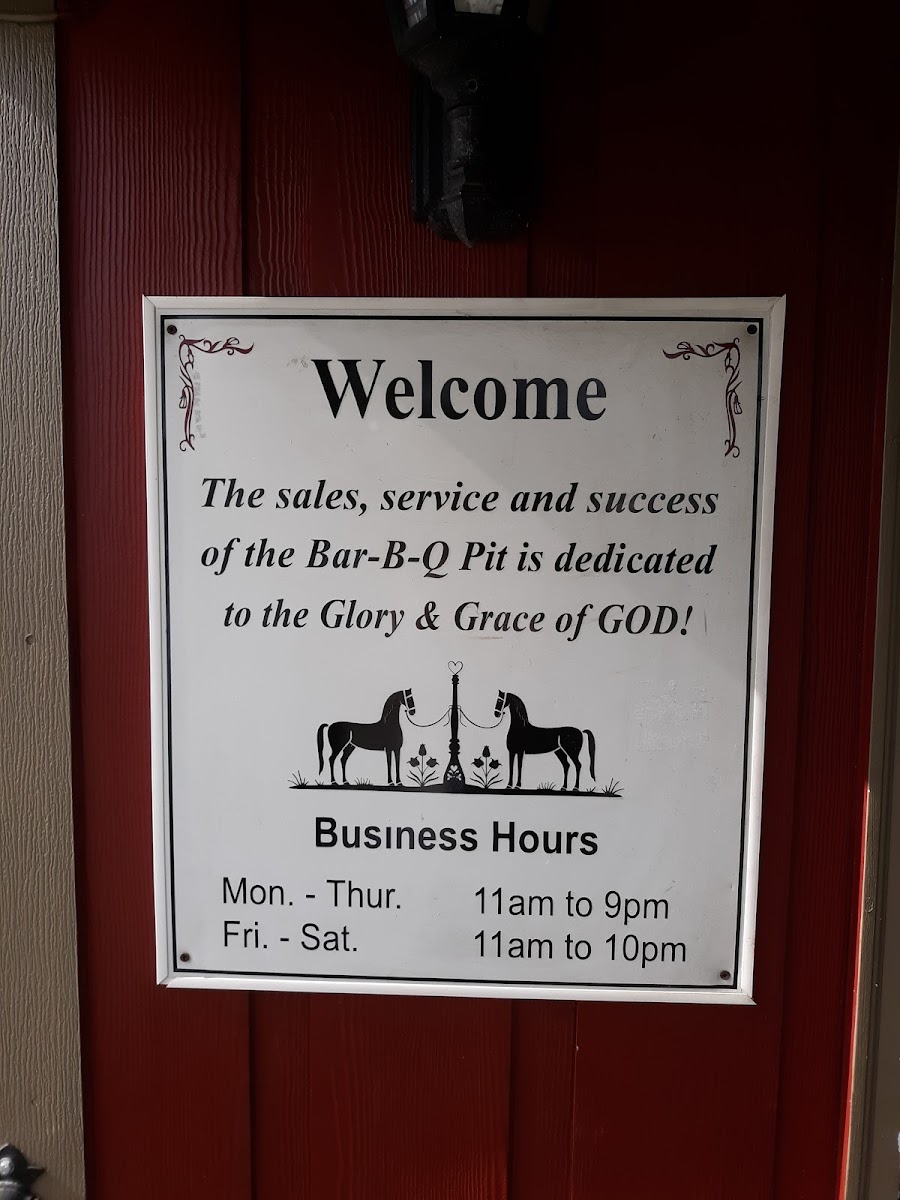 Welcome
The sales, service and success
of the Bar-B-Q Pit is dedicated
to the Glory & Grace of GOD!
Business Hours
Mon. - Thur. 11am to 9pm
Fri. - Sat. 11am to 10pm